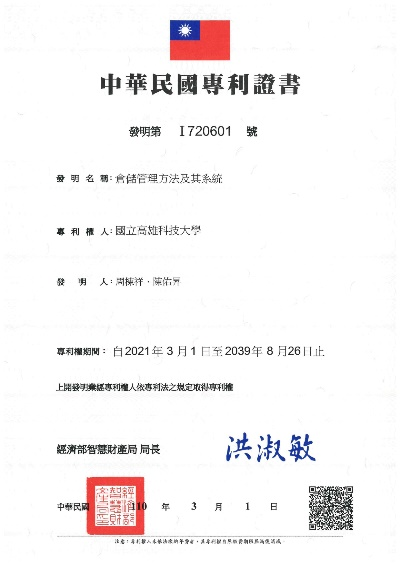 中華民國專利證書
發明第 I720601 號
發明名稱：倉儲管理方法及其系統
專利權人：國立高雄科技大學
發明人：周棟祥、陳佑昇
專利權期間：自2021年3月1日至2039年8月26日止
上開發明業經專利權人依專利法之規定取得專利權
經濟部智慧財產局 局長 洪淑敏
中華民國 110 年 3 月 1 日
注意：專利權人未依法繳納年費者，其專利權自原繳費期限屆滿後消滅。